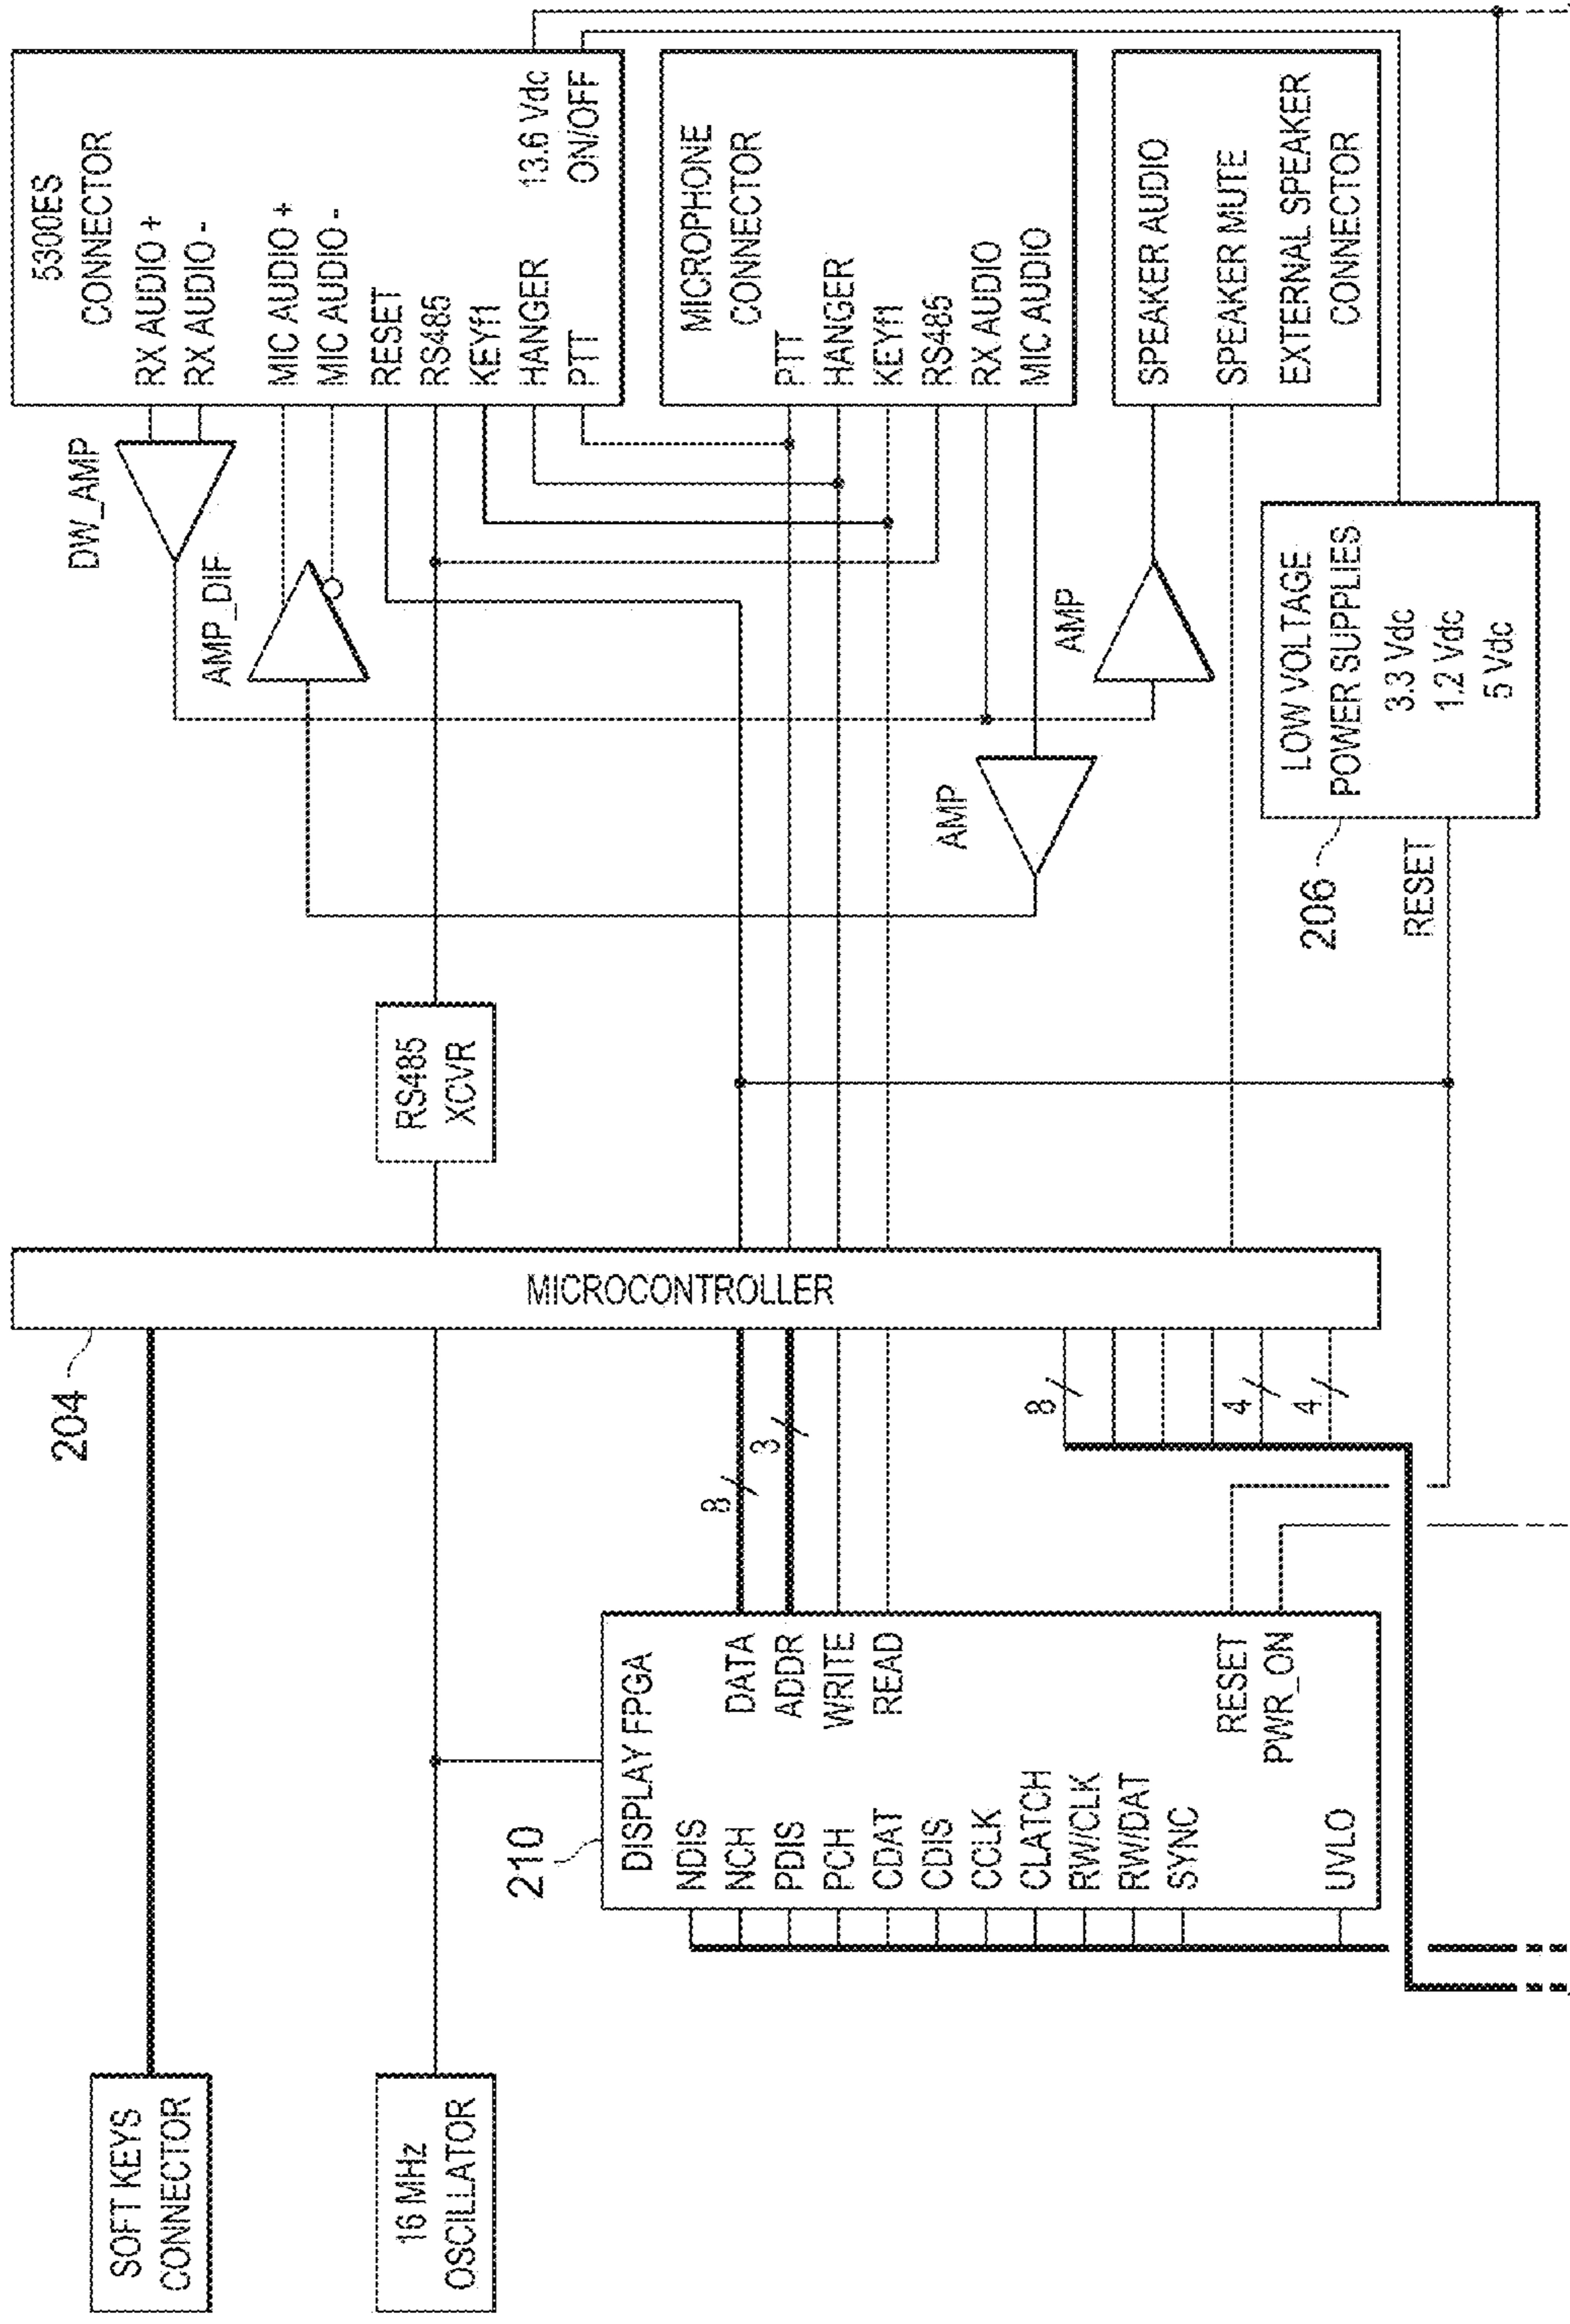 SOFT KEYS
CONNECTOR
16 MHz
OSCILLATOR
204
MICROCONTROLLER
RS485
XCVR
210
DISPLAY FPGA
NDIS
NCH
PDIS
PCH
CDAT
CDIS
CCLK
CLATCH
RW/CLK
RW/DAT
SYNC
UVLO
DATA
ADDR
WRITE
READ
RESET
PWR_ON
8
3
8
4
4
DW_AMP
AMP_DIF
AMP
AMP
5300ES
CONNECTOR
RX AUDIO +
RX AUDIO -
MIC AUDIO +
MIC AUDIO -
RESET
RS485
KEYf1
HANGER
PTT
13.6 Vdc
ON/OFF
MICROPHONE
CONNECTOR
PTT
HANGER
KEYf1
RS485
RX AUDIO
MIC AUDIO
SPEAKER AUDIO
SPEAKER MUTE
EXTERNAL SPEAKER
CONNECTOR
LOW VOLTAGE
POWER SUPPLIES
3.3 Vdc
1.2 Vdc
5 Vdc
206
RESET